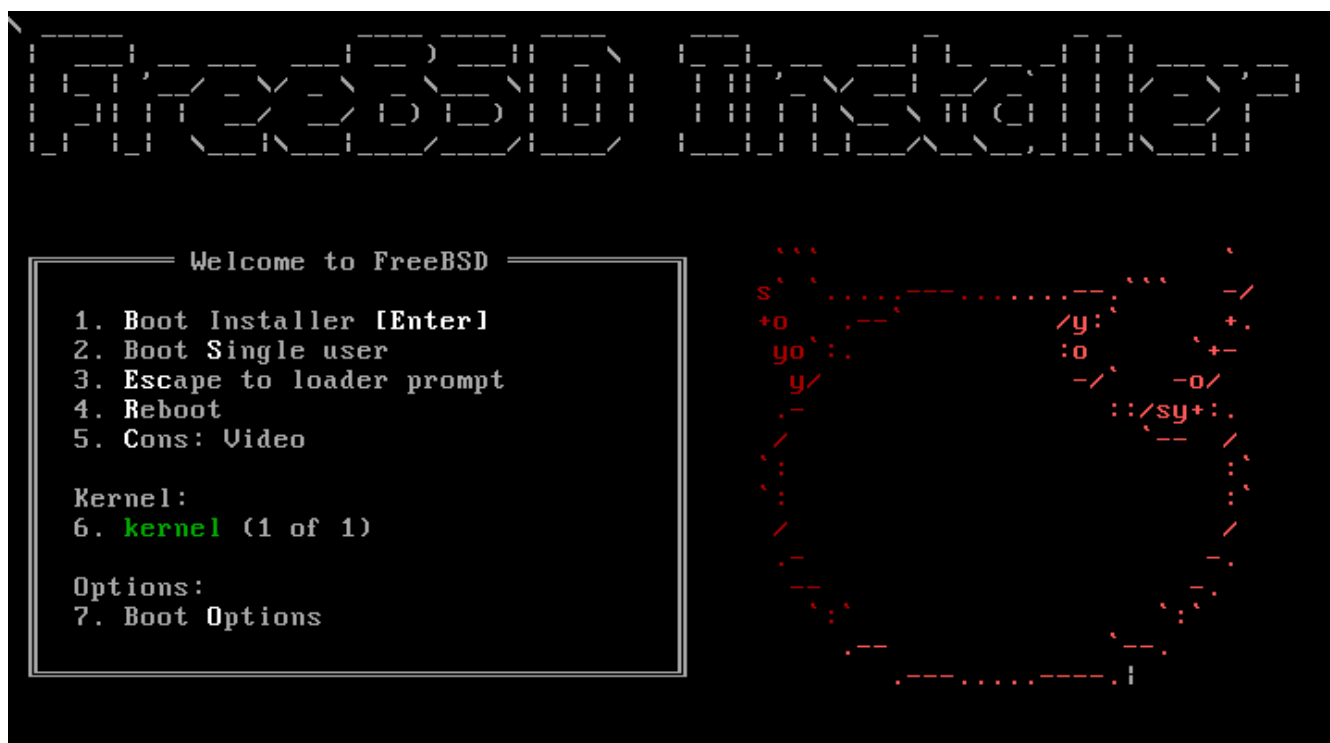 FreeBSD Installer
Welcome to FreeBSD
1. Boot Installer [Enter]
2. Boot Single user
3. Escape to loader prompt
4. Reboot
5. Cons: Video
Kernel:
6. kernel (1 of 1)
Options:
7. Boot Options